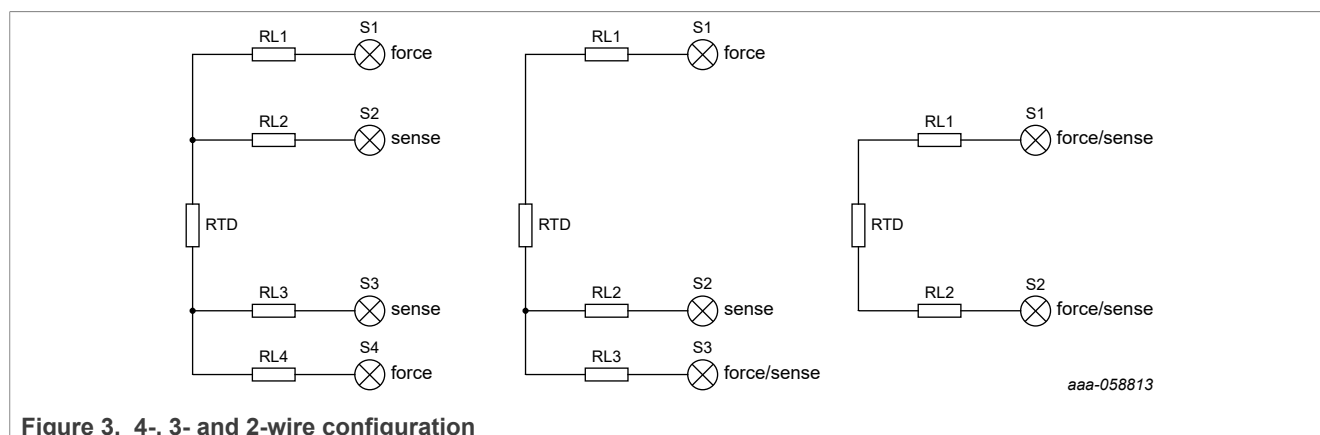 RL1
S1
force
RL2
S2
sense
RTD
RL3
S3
sense
RL4
S4
force
RL1
S1
force
RTD
RL2
S2
sense
RL3
S3
force/sense
RL1
S1
force/sense
RTD
RL2
S2
force/sense
aaa-058813
Figure 3. 4-, 3- and 2-wire configuration